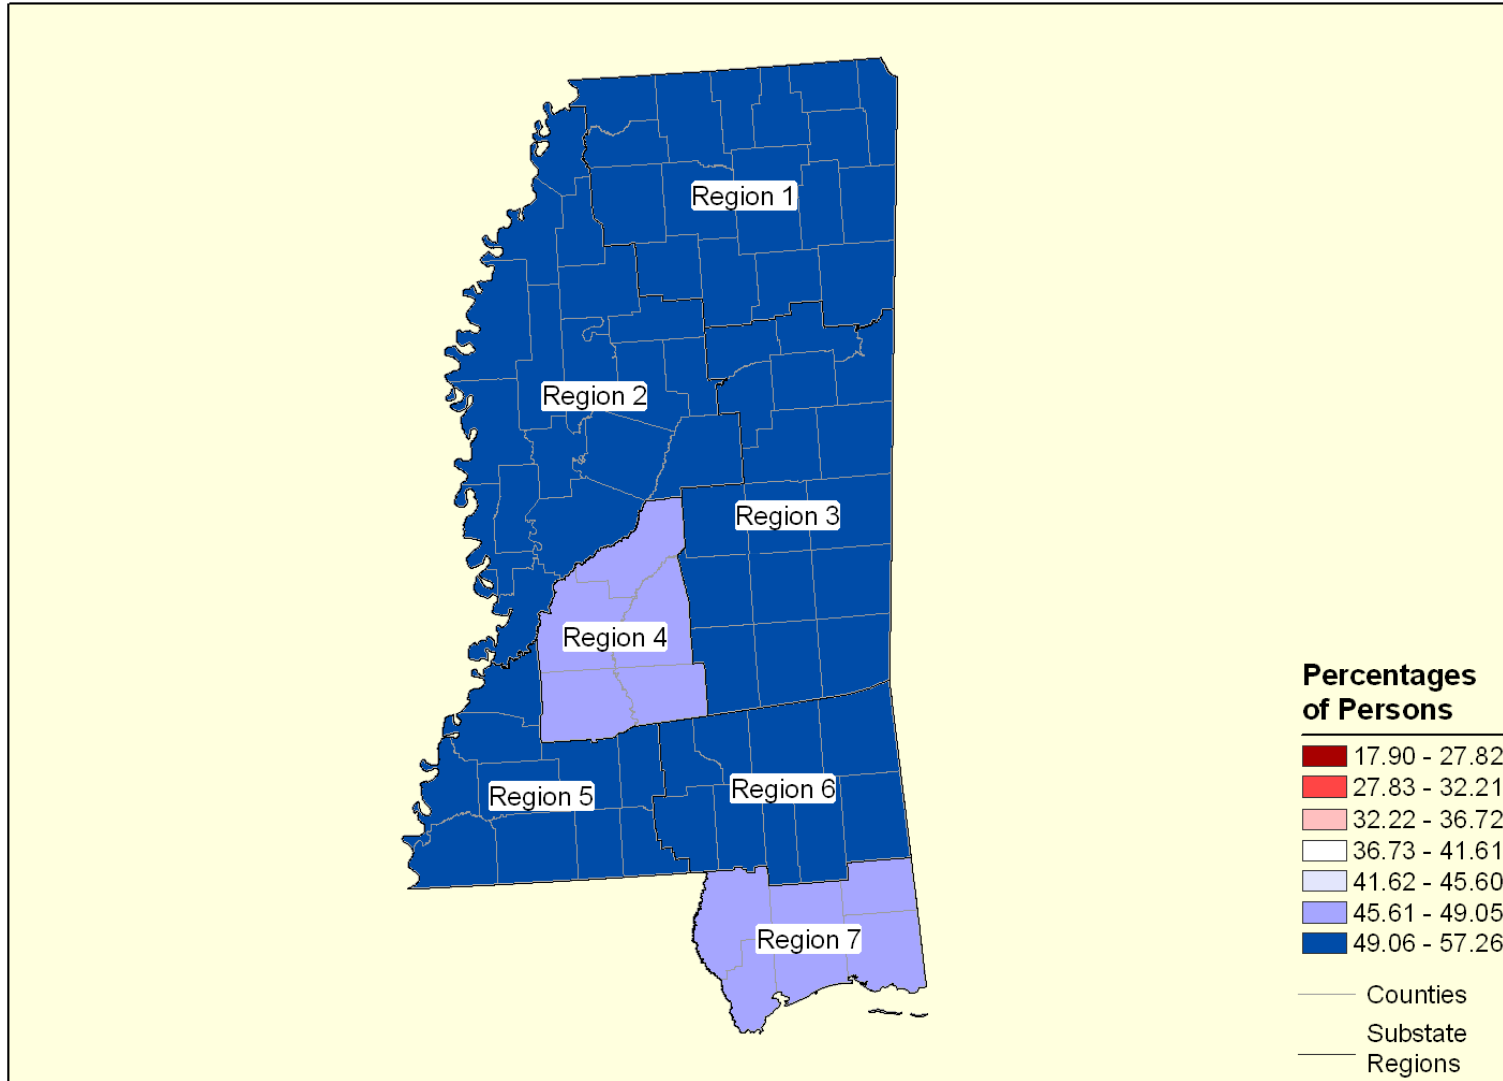 Region 1
Region 2
Region 3
Region 4
Region 5
Region 6
Region 7
Percentages
of Persons
17.90 - 27.82
27.83 - 32.21
32.22 - 36.72
36.73 - 41.61
41.62 - 45.60
45.61 - 49.05
49.06 - 57.26
Counties
Substate
Regions